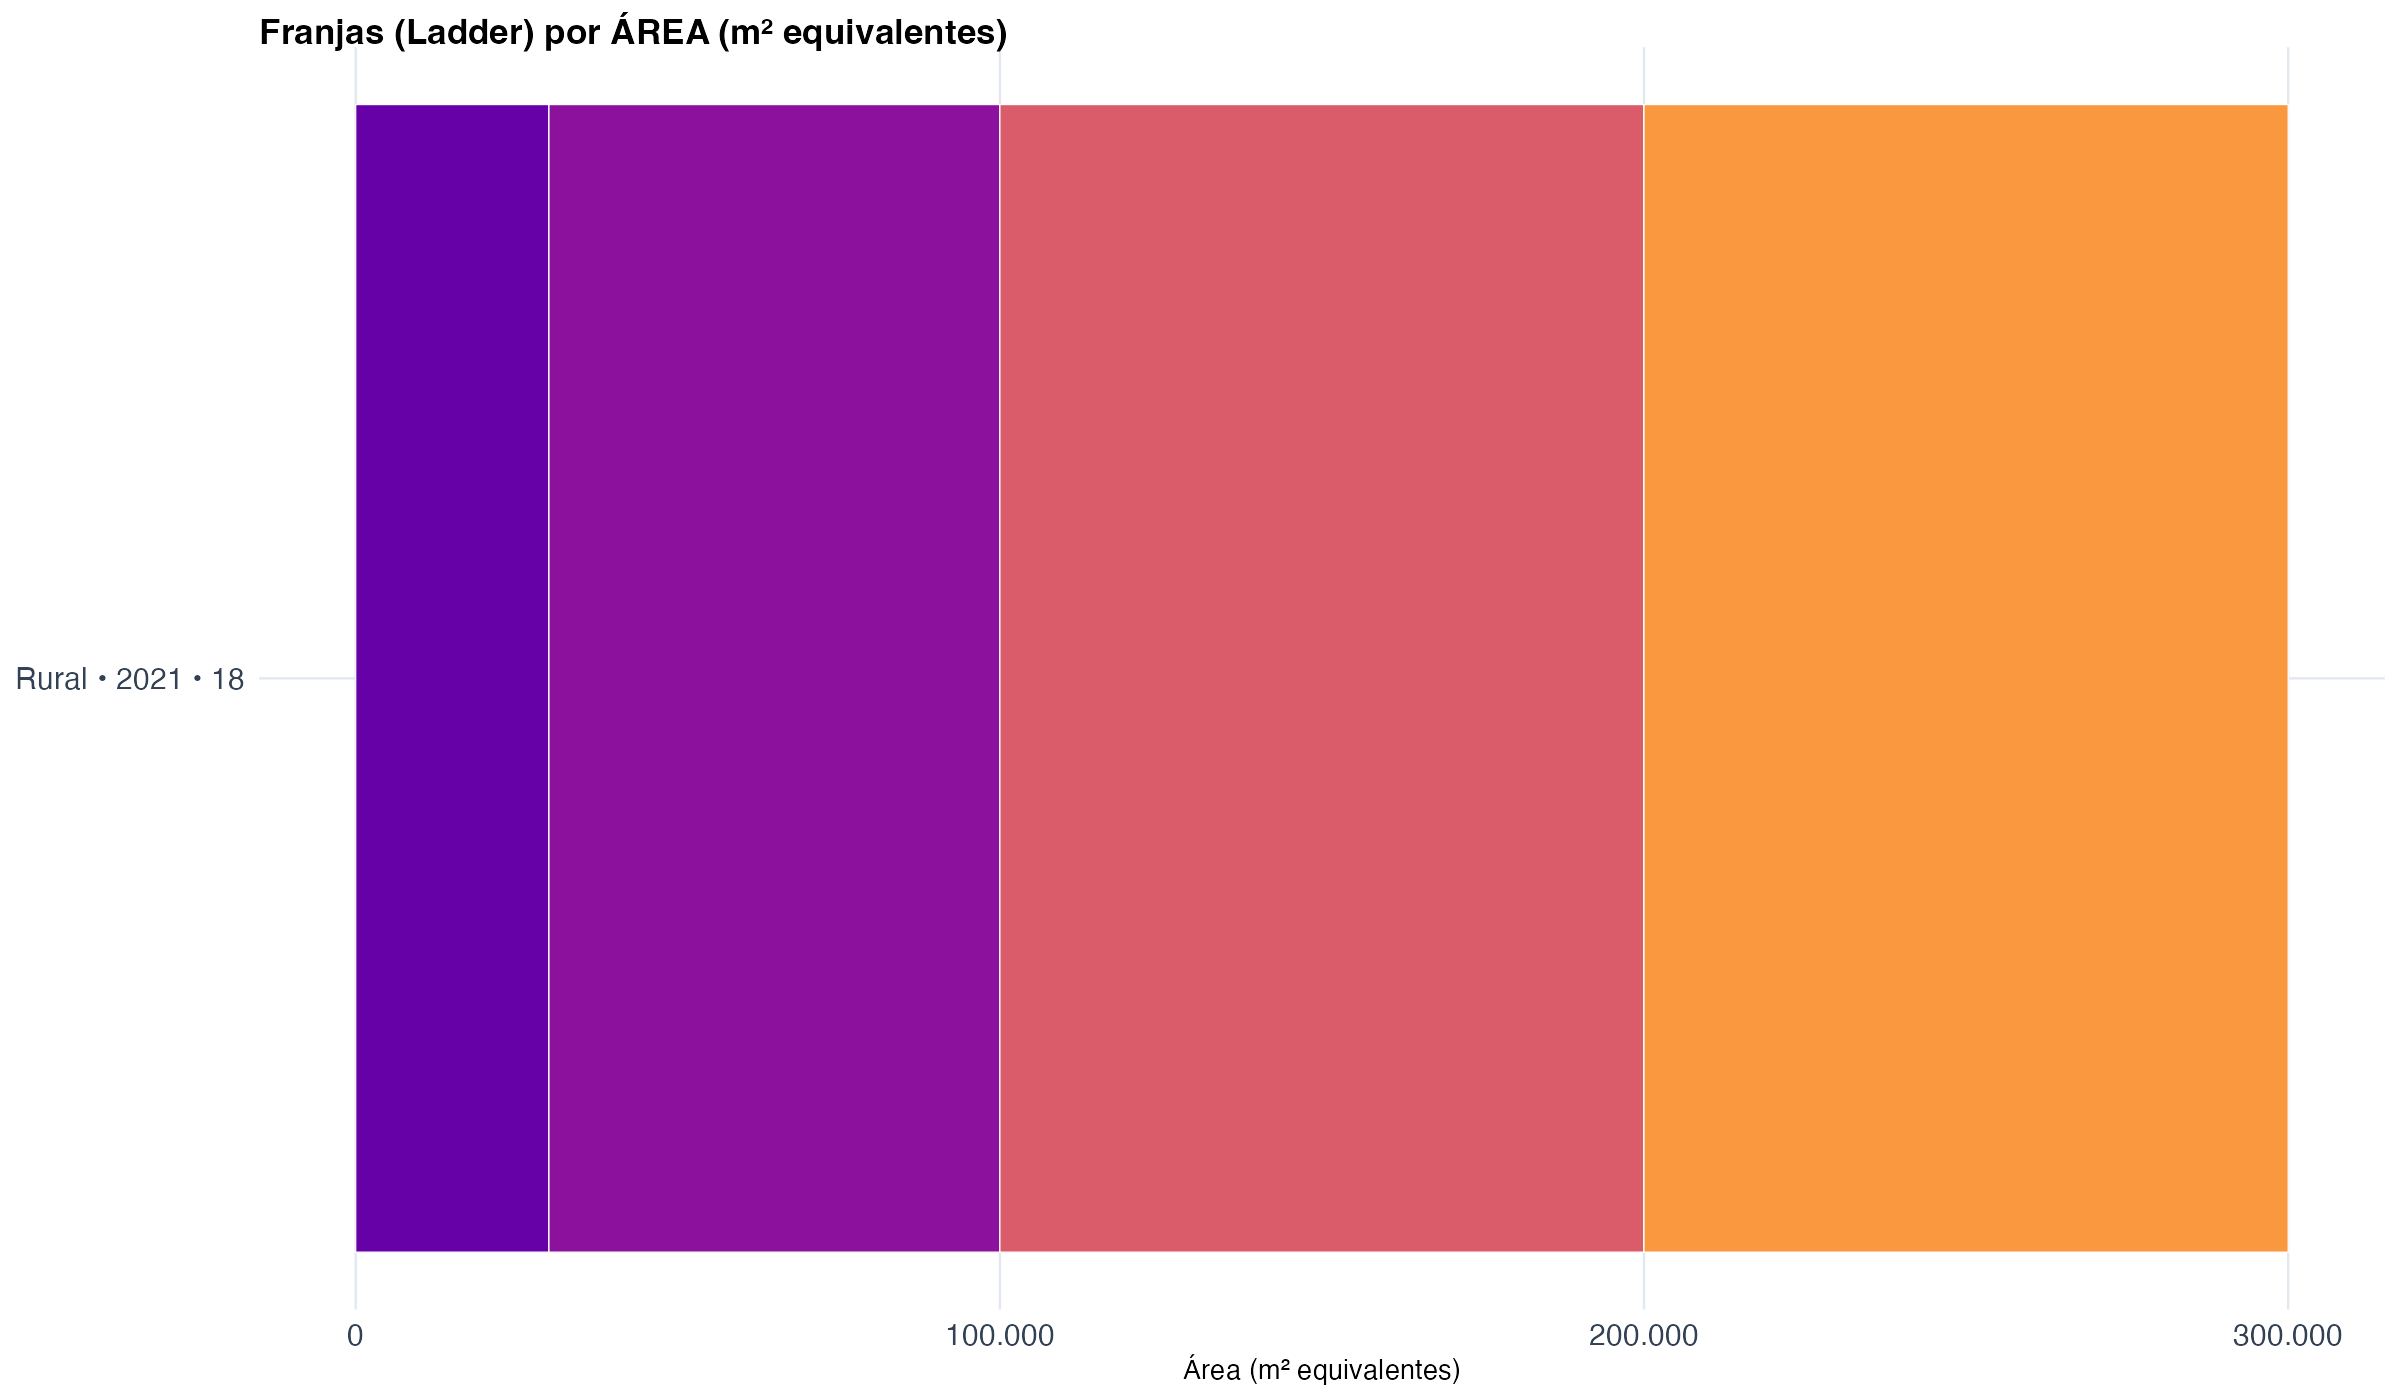 Franjas (Ladder) por ÁREA (m² equivalentes)
Rural • 2021 • 18
0 100.000 200.000 300.000
Área (m² equivalentes)